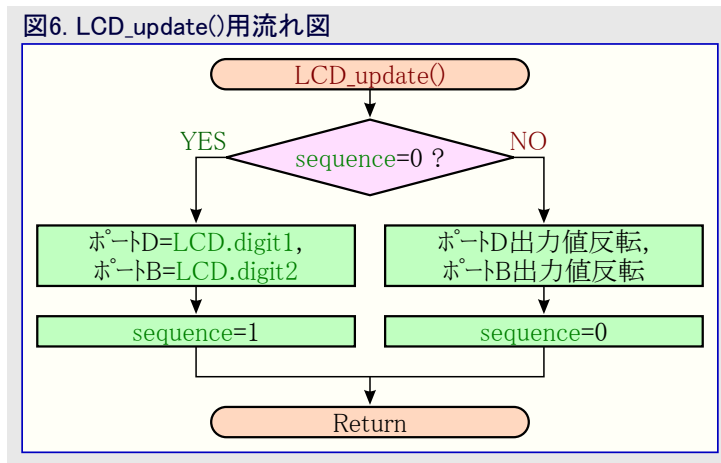 図6. LCD_update()用流れ図
LCD_update()
YES
NO
sequence=0 ?
ﾎﾟｰﾄD=LCD.digit1,
ﾎﾟｰﾄB=LCD.digit2
ﾎﾟｰﾄD出力値反転,
ﾎﾟｰﾄB出力値反転
sequence=1
sequence=0
Return